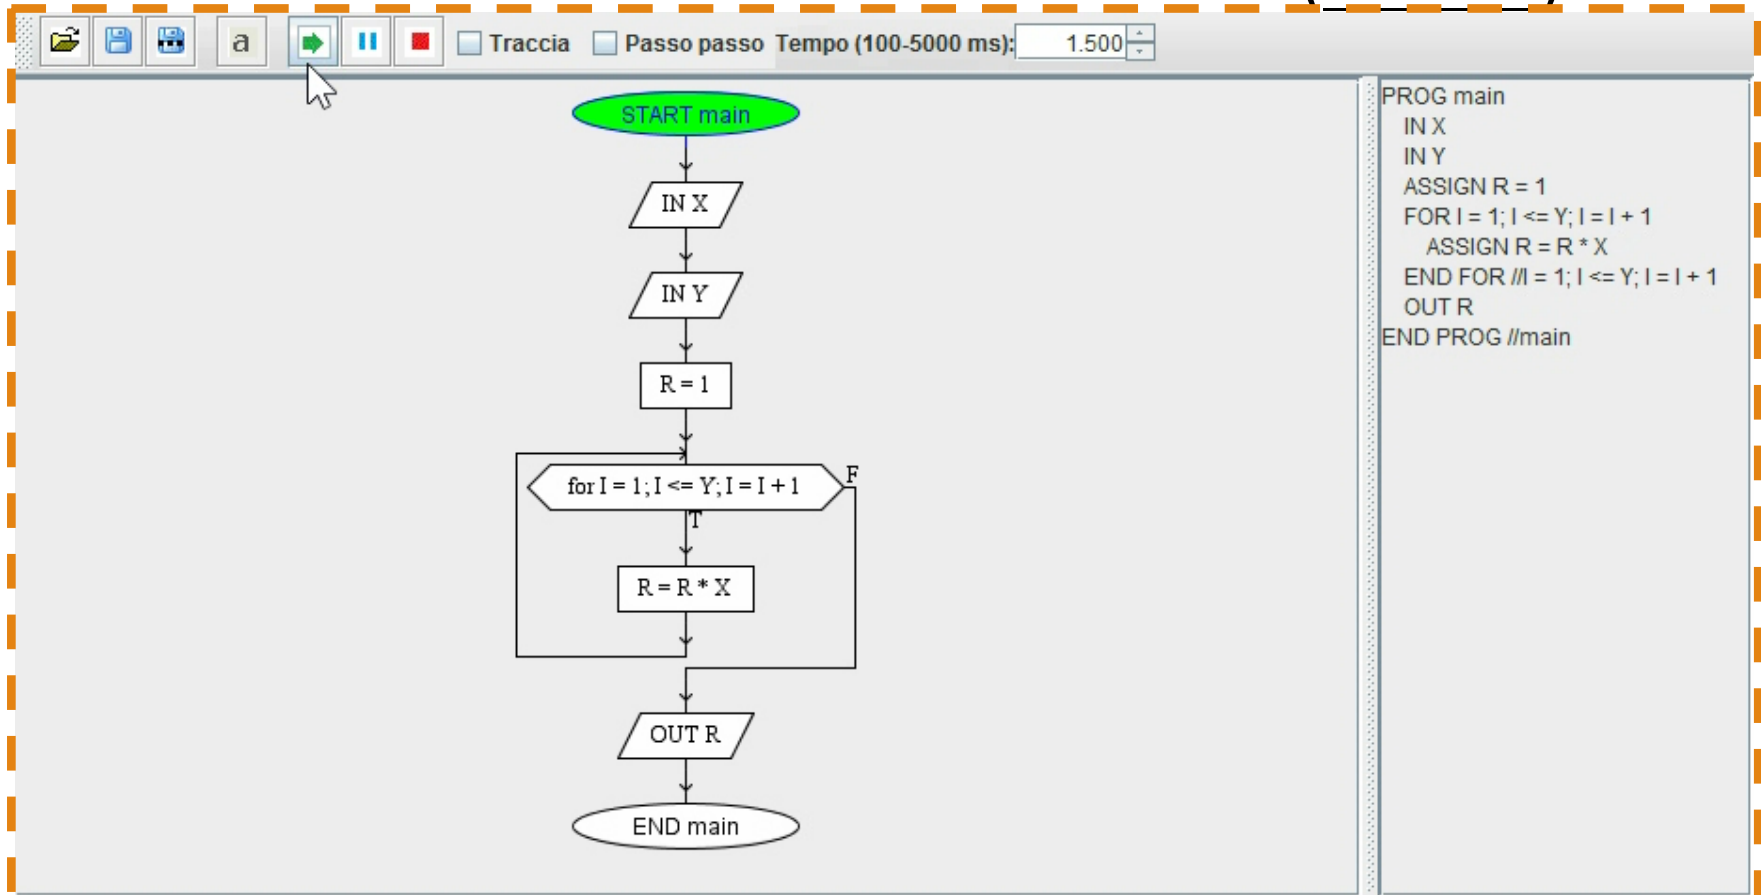 a Traccia Passo passo Tempo (100-5000 ms): 1.500
START main
IN X
IN Y
R = 1
for I = 1; I <= Y; I = I + 1
F
T
R = R * X
OUT R
END main
PROG main
IN X
IN Y
ASSIGN R = 1
FOR I = 1; I <= Y; I = I + 1
ASSIGN R = R * X
END FOR //I = 1; I <= Y; I = I + 1
OUT R
END PROG //main